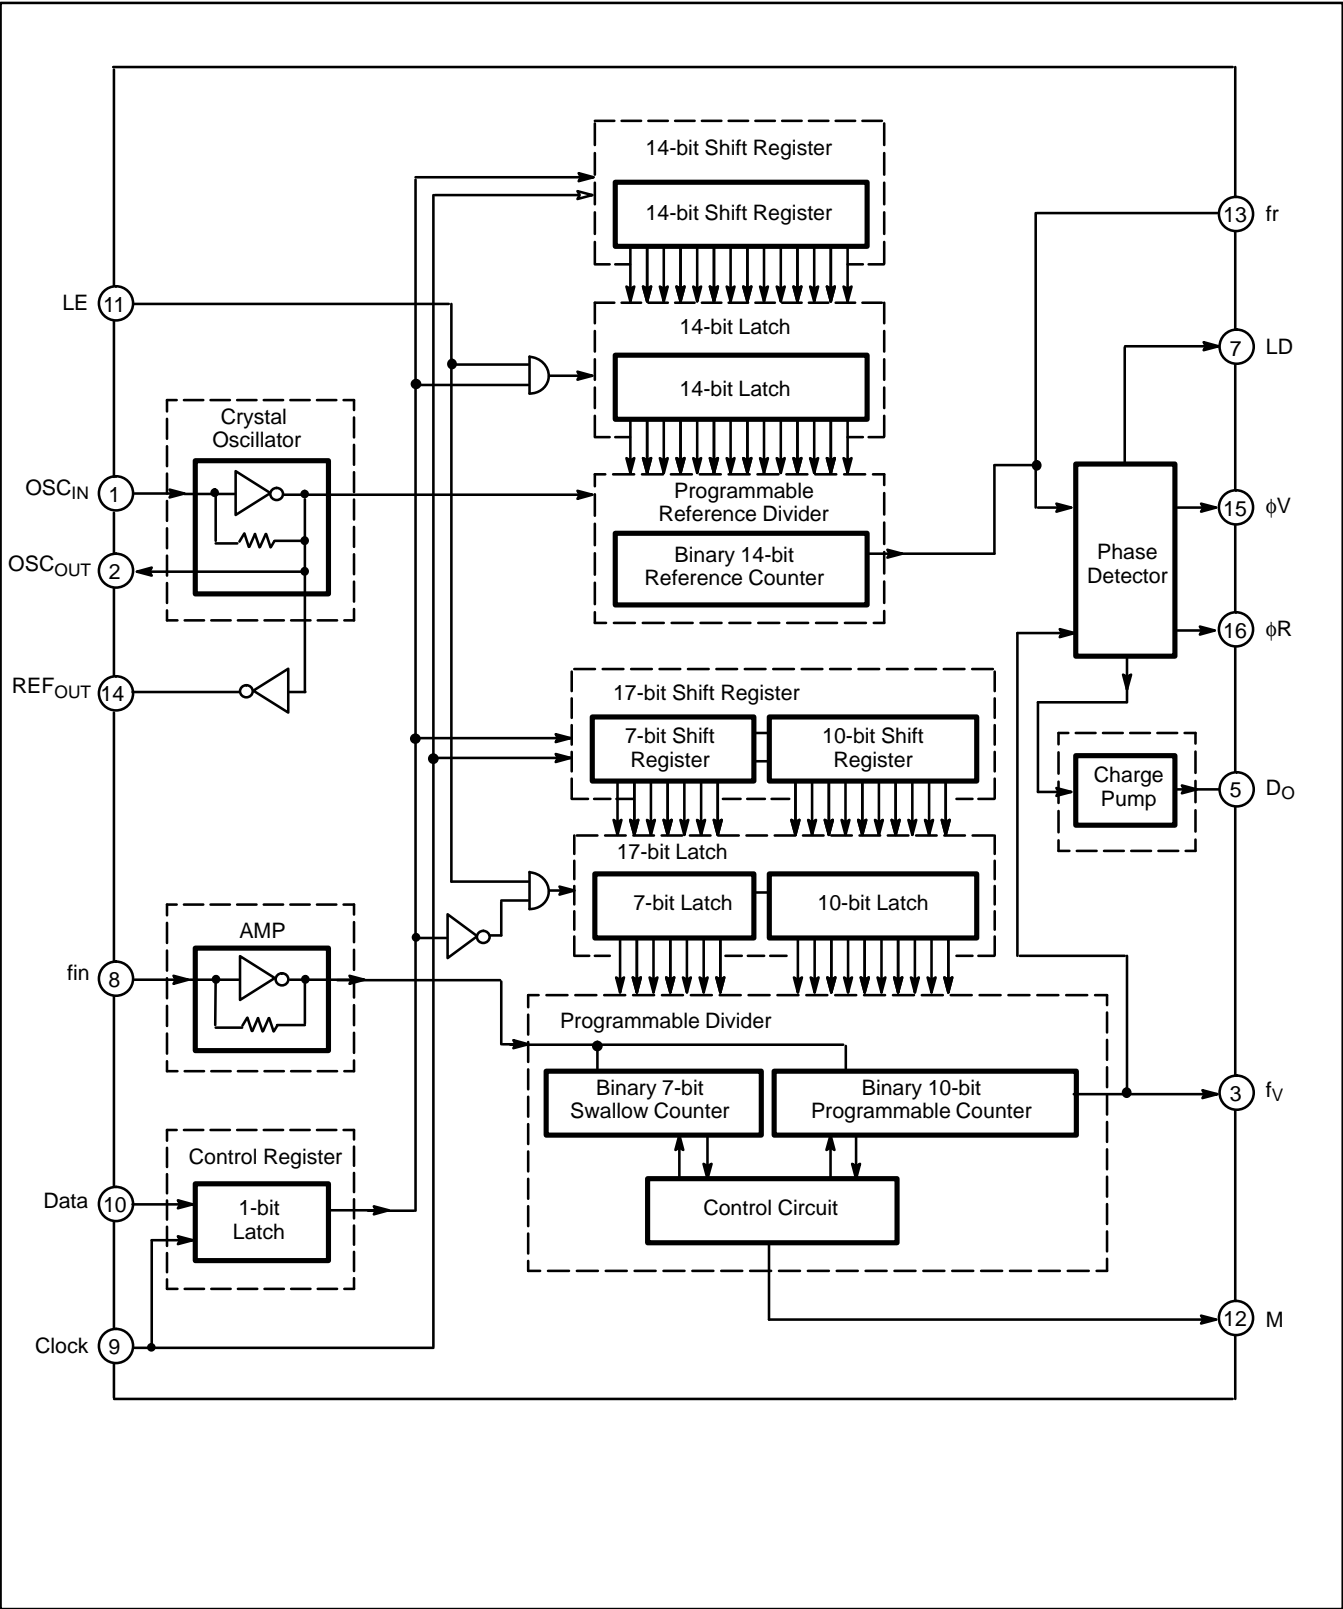 14-bit Shift Register
14-bit Shift Register
13 fr
LE 11
14-bit Latch
7 LD
14-bit Latch
Crystal
Oscillator
OSCIN 1
Programmable
Reference Divider
15 ϕV
Binary 14-bit
Reference Counter
Phase
Detector
OSCOUT 2
16 ϕR
REFOUT 14
17-bit Shift Register
7-bit Shift
Register
10-bit Shift
Register
Charge
Pump
5 DO
17-bit Latch
7-bit Latch
10-bit Latch
AMP
fin 8
Programmable Divider
Binary 7-bit
Swallow Counter
Binary 10-bit
Programmable Counter
3 fV
Control Register
Data 10
1-bit
Latch
Control Circuit
12 M
Clock 9